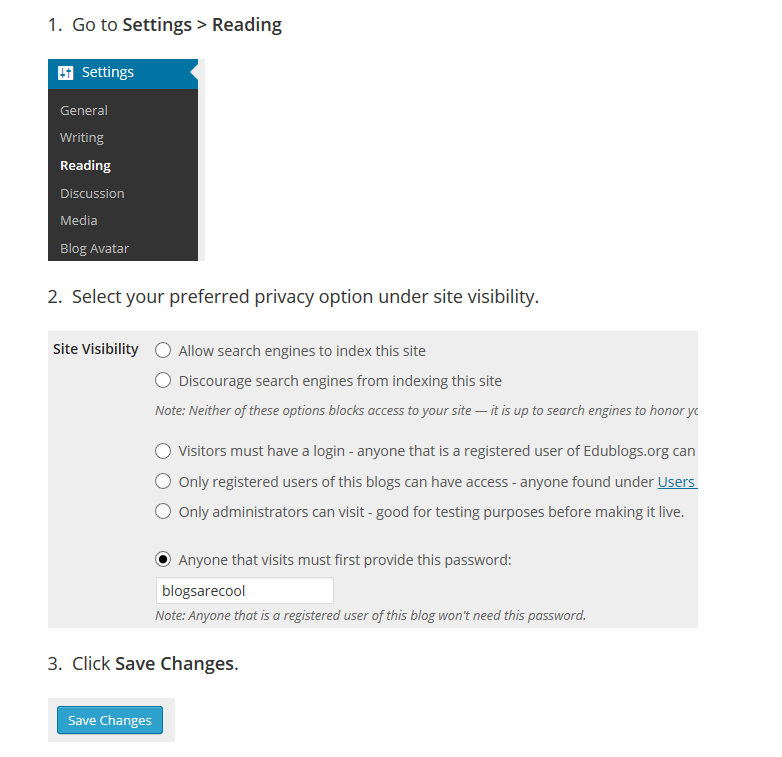 1. Go to Settings > Reading
Settings
General
Writing
Reading
Discussion
Media
Blog Avatar
2. Select your preferred privacy option under site visibility.
Site Visibility
Allow search engines to index this site
Discourage search engines from indexing this site
Note: Neither of these options blocks access to your site — it is up to search engines to honor
Visitors must have a login - anyone that is a registered user of Edublogs.org can
Only registered users of this blogs can have access - anyone found under Users
Only administrators can visit - good for testing purposes before making it live.
Anyone that visits must first provide this password:
blogsarecool
Note: Anyone that is a registered user of this blog won't need this password.
3. Click Save Changes.
Save Changes